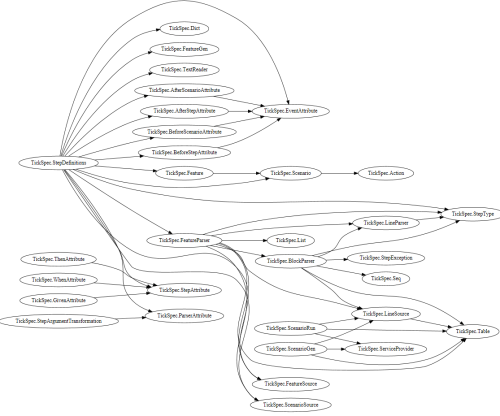 TickSpec.Dict
TickSpec.FeatureGen
TickSpec.TextReader
TickSpec.AfterScenarioAttribute
TickSpec.AfterStepAttribute
TickSpec.EventAttribute
TickSpec.BeforeScenarioAttribute
TickSpec.BeforeStepAttribute
TickSpec.StepDefinitions
TickSpec.Feature
TickSpec.Scenario
TickSpec.Action
TickSpec.StepType
TickSpec.LineParser
TickSpec.FeatureParser
TickSpec.List
TickSpec.ThenAttribute
TickSpec.BlockParser
TickSpec.StepException
TickSpec.WhenAttribute
TickSpec.Seq
TickSpec.StepAttribute
TickSpec.GivenAttribute
TickSpec.LineSource
TickSpec.ParserAttribute
TickSpec.StepArgumentTransformation
TickSpec.ScenarioRun
TickSpec.Table
TickSpec.ScenarioGen
TickSpec.ServiceProvider
TickSpec.FeatureSource
TickSpec.ScenarioSource